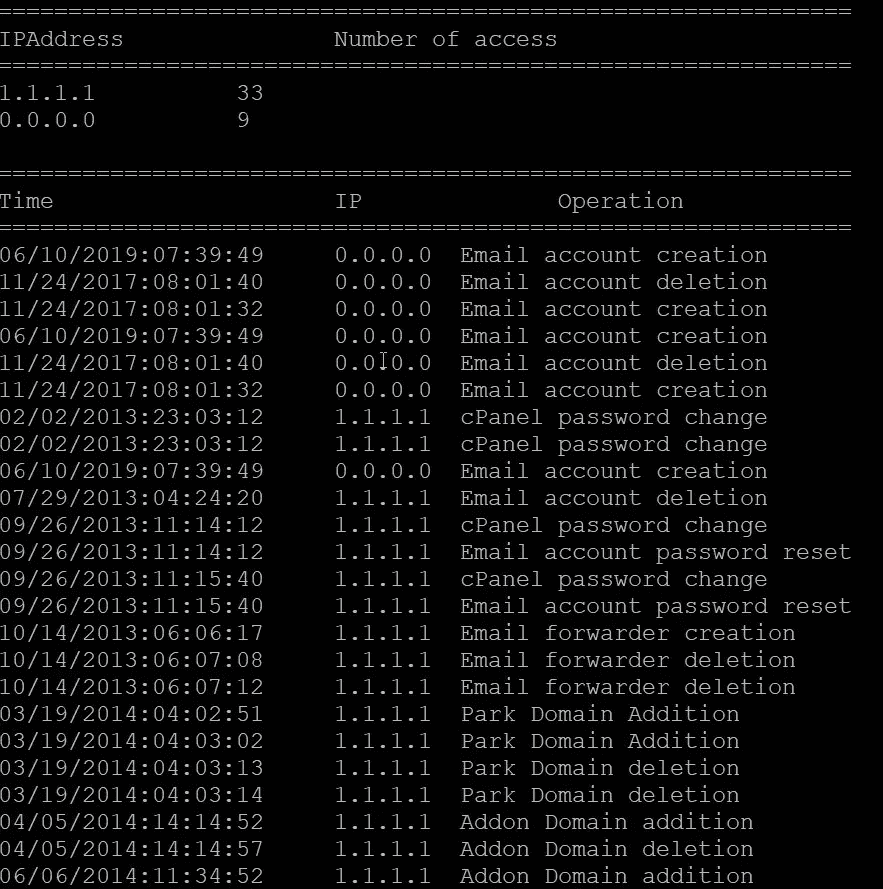 ================================================================
IPAddress Number of access
================================================================
1.1.1.1 33
0.0.0.0 9
================================================================
Time IP Operation
================================================================
06/10/2019:07:39:49 0.0.0.0 Email account creation
11/24/2017:08:01:40 0.0.0.0 Email account deletion
11/24/2017:08:01:32 0.0.0.0 Email account creation
06/10/2019:07:39:49 0.0.0.0 Email account creation
11/24/2017:08:01:40 0.0.0.0 Email account deletion
11/24/2017:08:01:32 0.0.0.0 Email account creation
02/02/2013:23:03:12 1.1.1.1 cPanel password change
02/02/2013:23:03:12 1.1.1.1 cPanel password change
06/10/2019:07:39:49 0.0.0.0 Email account creation
07/29/2013:04:24:20 1.1.1.1 Email account deletion
09/26/2013:11:14:12 1.1.1.1 cPanel password change
09/26/2013:11:14:12 1.1.1.1 Email account password reset
09/26/2013:11:15:40 1.1.1.1 cPanel password change
09/26/2013:11:15:40 1.1.1.1 Email account password reset
10/14/2013:06:06:17 1.1.1.1 Email forwarder creation
10/14/2013:06:07:08 1.1.1.1 Email forwarder deletion
10/14/2013:06:07:12 1.1.1.1 Email forwarder deletion
03/19/2014:04:02:51 1.1.1.1 Park Domain Addition
03/19/2014:04:03:02 1.1.1.1 Park Domain Addition
03/19/2014:04:03:13 1.1.1.1 Park Domain deletion
03/19/2014:04:03:14 1.1.1.1 Park Domain deletion
04/05/2014:14:14:52 1.1.1.1 Addon Domain addition
04/05/2014:14:14:57 1.1.1.1 Addon Domain deletion
06/06/2014:11:34:52 1.1.1.1 Addon Domain addition